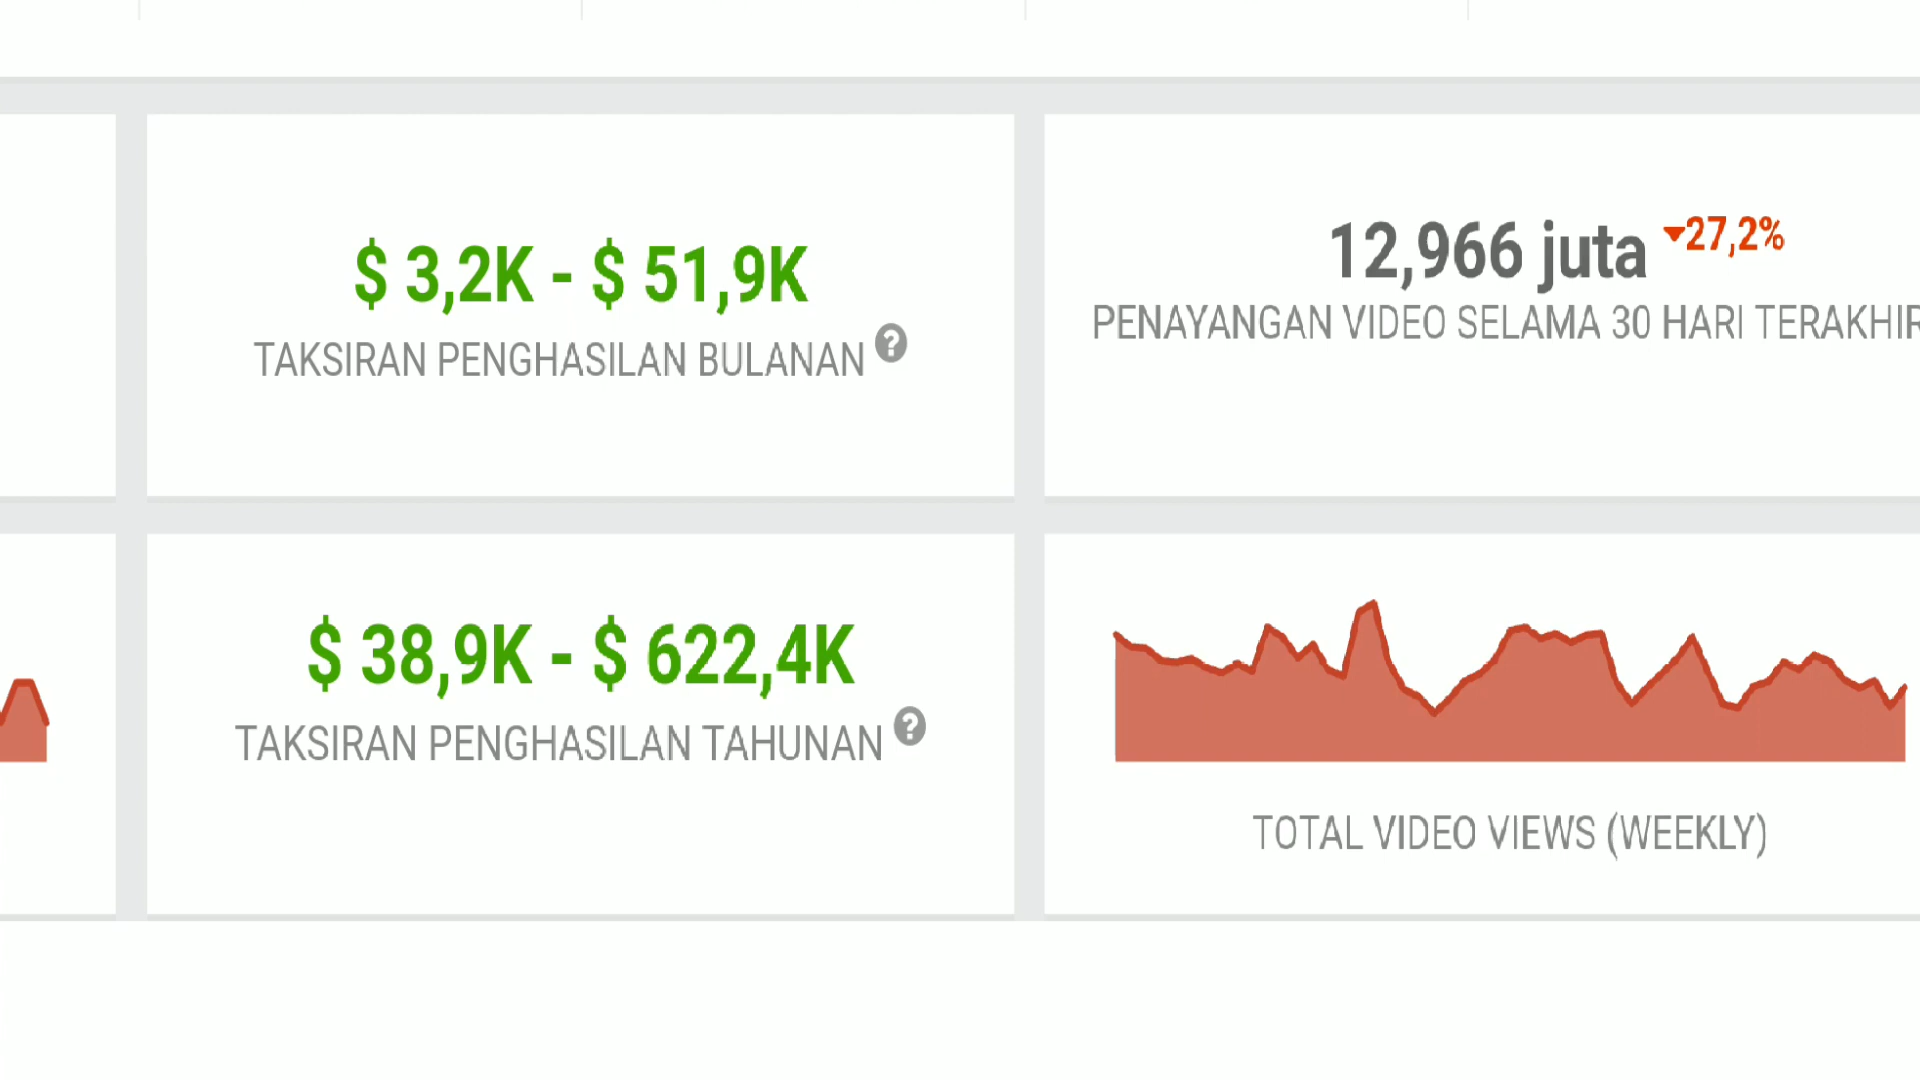 $ 3,2K - $ 51,9K
TAKSIRAN PENGHASILAN BULANAN ?
12,966 juta 27,2%
PENAYANGAN VIDEO SELAMA 30 HARI TERAKHIR
$ 38,9K - $ 622,4K
TAKSIRAN PENGHASILAN TAHUNAN ?
TOTAL VIDEO VIEWS (WEEKLY)